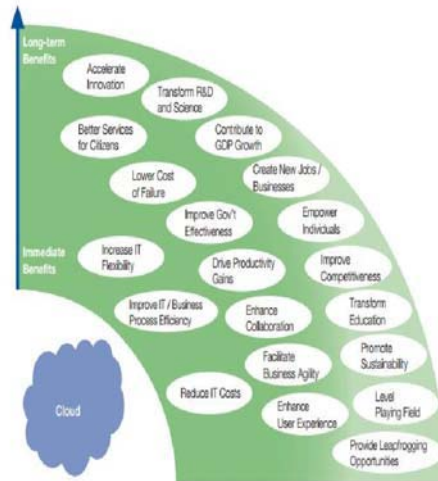 Long-term
Benefits
Accelerate
Innovation
Transform R&D
and Science
Better Services
for Citizens
Contribute to
GDP Growth
Lower Cost
of Failure
Create New Jobs /
Businesses
Improve Gov't
Effectiveness
Empower
Individuals
Immediate
Benefits
Increase IT
Flexibility
Drive Productivity
Gains
Improve
Competitiveness
Improve IT / Business
Process Efficiency
Enhance
Collaboration
Transform
Education
Facilitate
Business Agility
Promote
Sustainability
Reduce IT Costs
Enhance
User Experience
Level
Playing Field
Cloud
Provide Leapfrogging
Opportunities